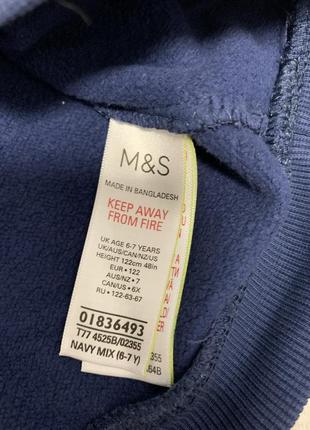 M&S
MADE IN BANGLADESH
KEEP AWAY
FROM FIRE
UK AGE 6-7 YEARS
UK/AUS/CAN/NZ/US
HEIGHT 122cm 48in
EUR • 122
AUS/NZ • 7
CAN/US • 6X
RU • 122-63-67
01836493
T77 4525B/02355
NAVY MIX (6-7 Y)
355
64B